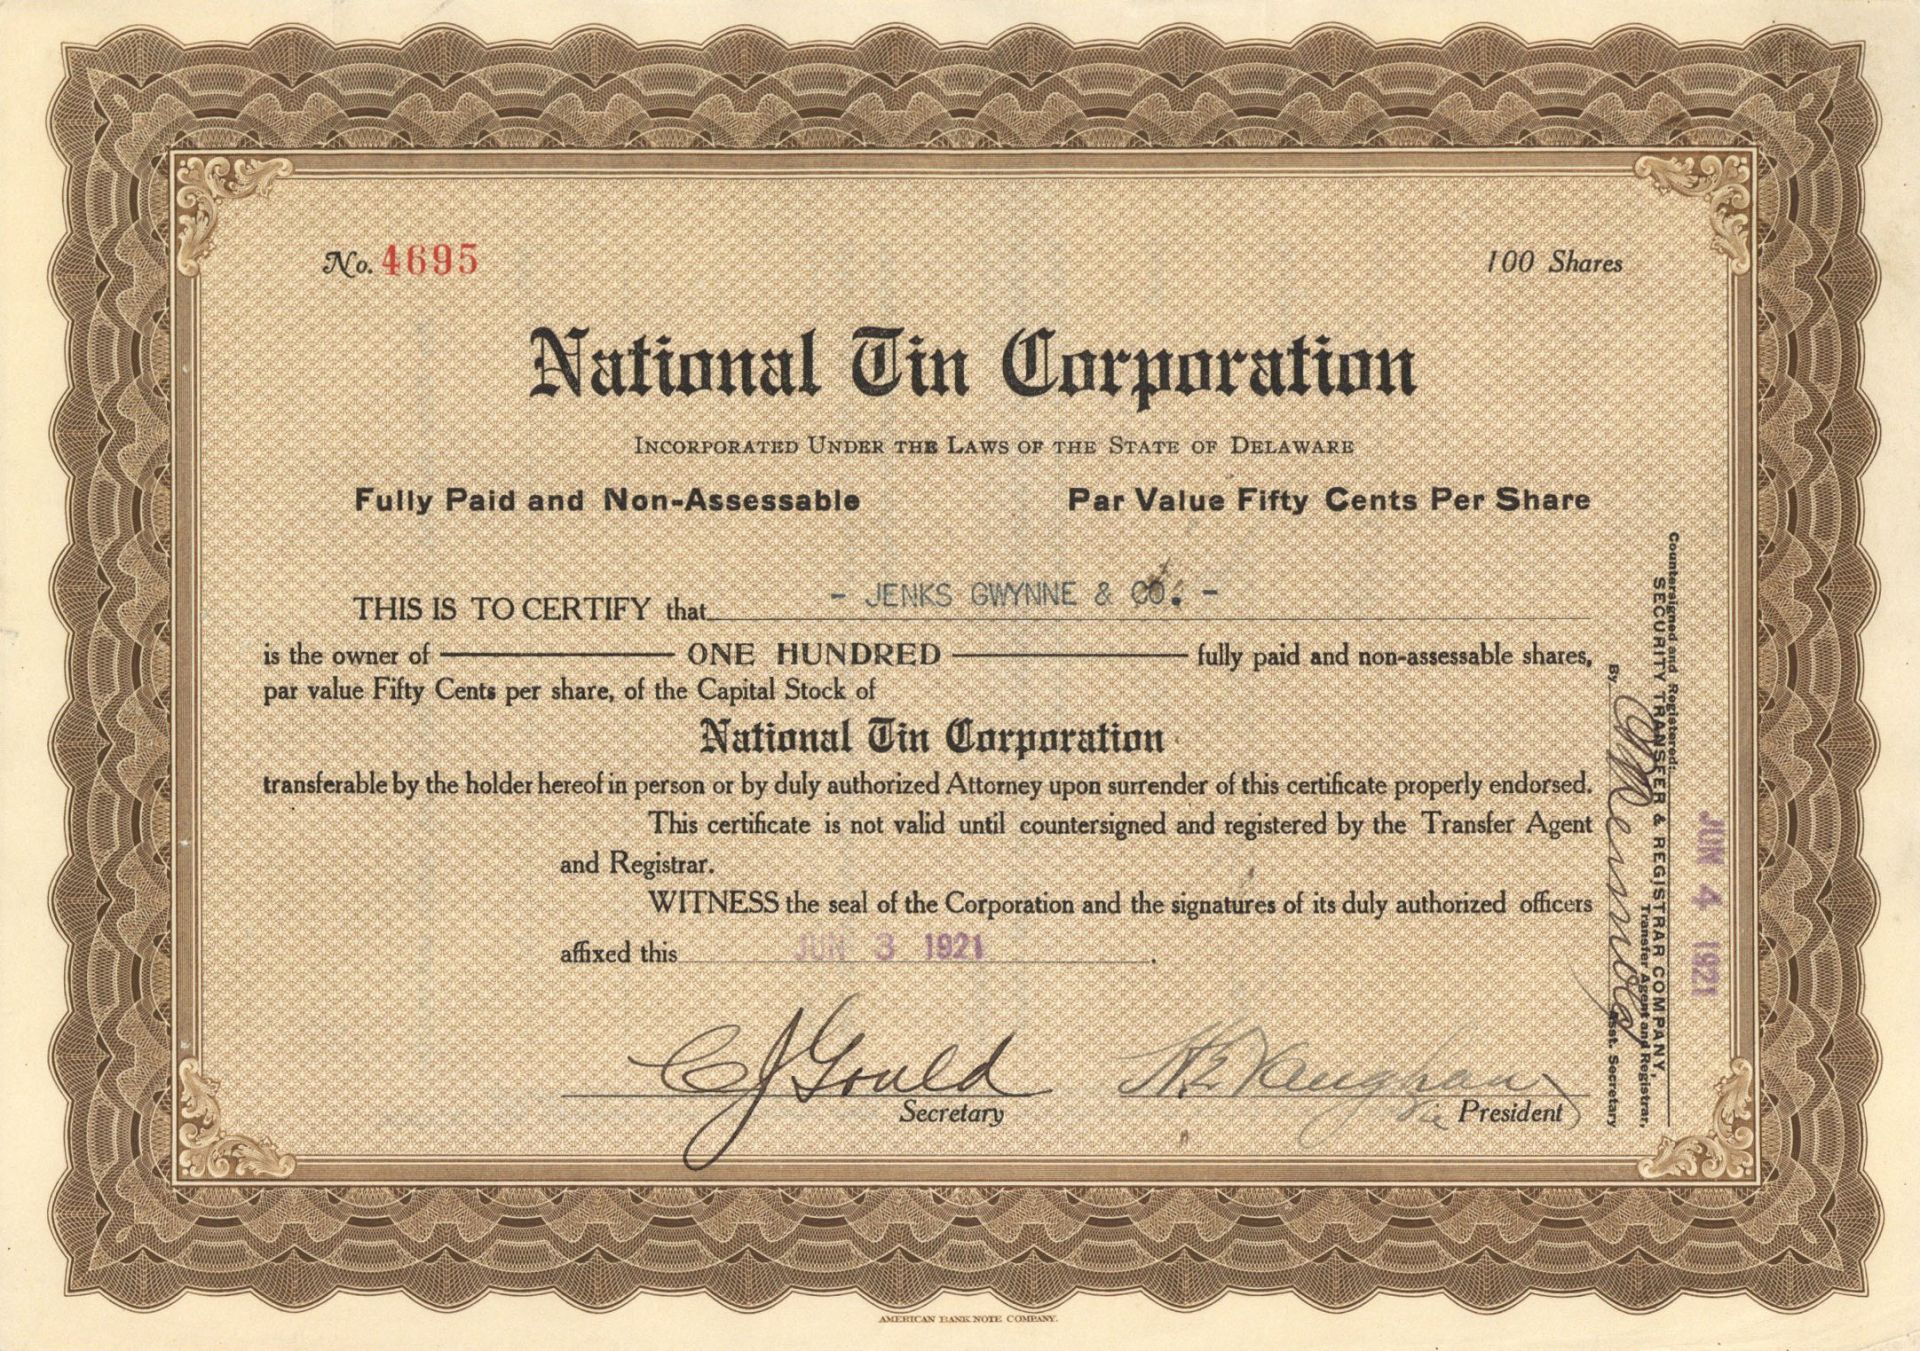 No. 4695
100 Shares
National Tin Corporation
Incorporated Under the Laws of the State of Delaware
Fully Paid and Non-Assessable Par Value Fifty Cents Per Share
THIS IS TO CERTIFY that - JENKS GWYNNE & CO. -
is the owner of ONE HUNDRED fully paid and non-assessable shares,
par value Fifty Cents per share, of the Capital Stock of
National Tin Corporation
transferable by the holder hereof in person or by duly authorized Attorney upon surrender of this certificate properly endorsed.
This certificate is not valid until countersigned and registered by the Transfer Agent
and Registrar.
WITNESS the seal of the Corporation and the signatures of its duly authorized officers
affixed this JUN 3 1921.
C J Gould
Secretary
Vaughan
Vice President
Countersigned and Registered:
SECURITY TRANSFER & REGISTRAR COMPANY,
Transfer Agent and Registrar,
By
Asst. Secretary
JUN 4 1921
AMERICAN BANK NOTE COMPANY.